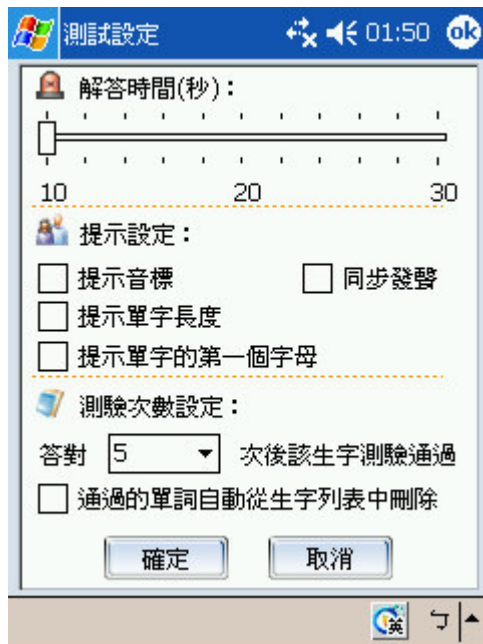 測試設定 01:50 ok
解答時間(秒):
10 20 30
提示設定:
提示音標 同步發聲
提示單字長度
提示單字的第一個字母
測驗次數設定:
答對 5 次後該生字測驗通過
通過的單詞自動從生字列表中刪除
確定 取消
英 ㄅ